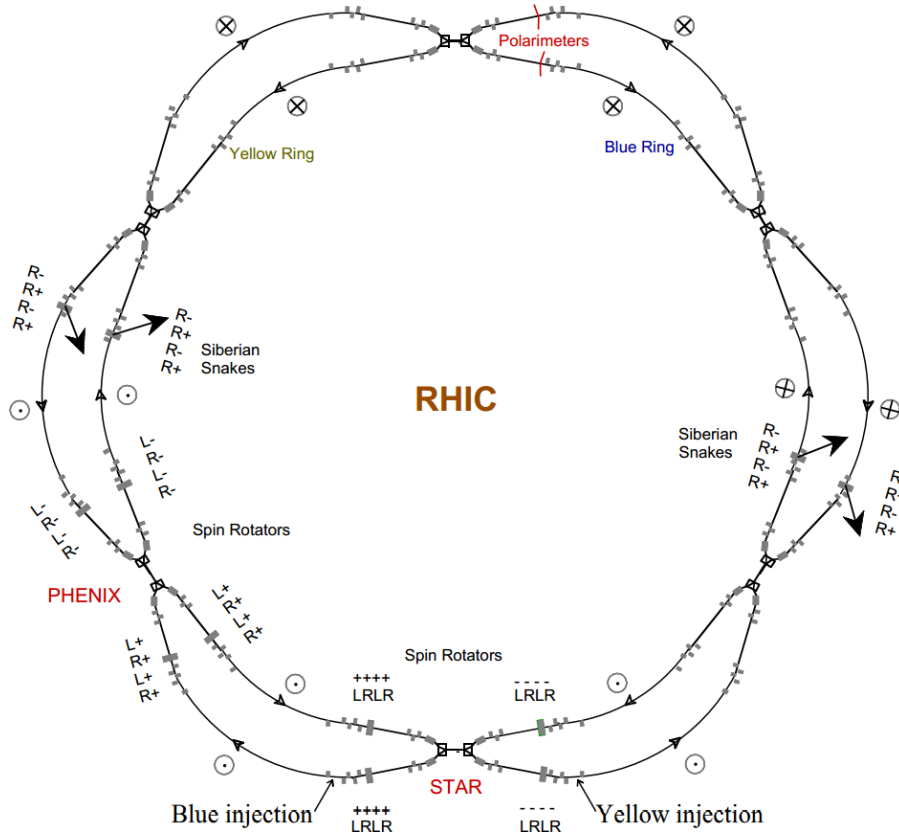 Polarimeters
Yellow Ring
Blue Ring
R-
R+
R-
R+
R-
R+
R-
R+
Siberian
Snakes
RHIC
Siberian
Snakes
R-
R+
R-
R+
R-
R+
L-
R-
L-
R-
L-
R-
L-
R-
Spin Rotators
PHENIX
L+
R+
L+
R+
L+
R+
L+
R+
Spin Rotators
++++
LRLR
- - - -
LRLR
STAR
Blue injection
Yellow injection
++++
LRLR
- - - -
LRLR